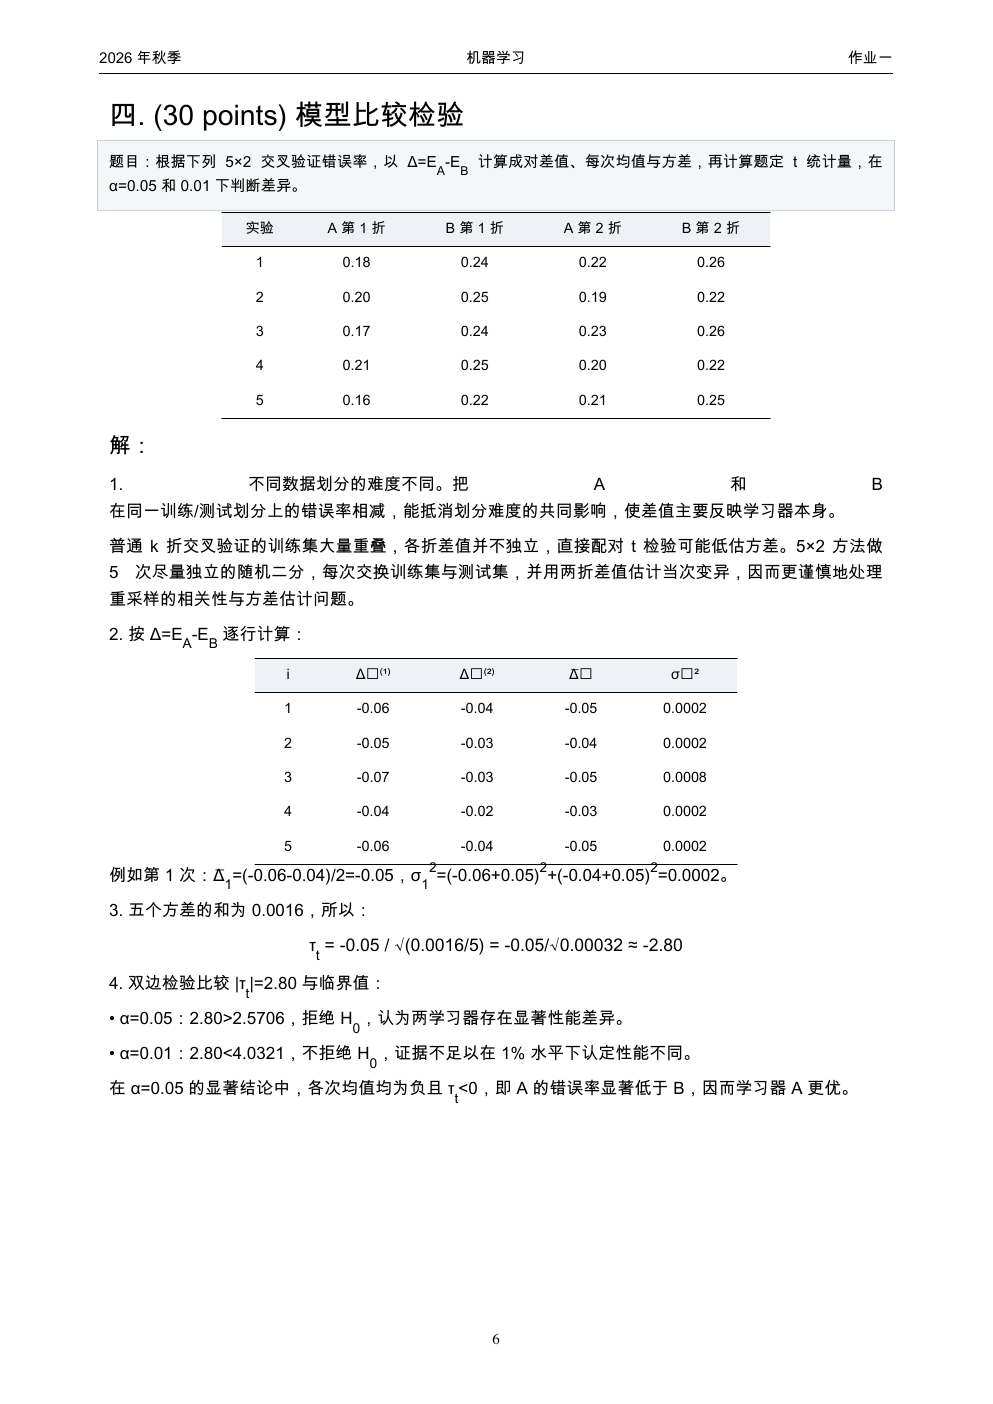 2026 年秋季 机器学习 作业一
四. (30 points) 模型比较检验
题目：根据下列 5×2 交叉验证错误率，以 Δ=E_A-E_B 计算成对差值、每次均值与方差，再计算题定 t 统计量，在
α=0.05 和 0.01 下判断差异。
实验 A 第 1 折 B 第 1 折 A 第 2 折 B 第 2 折
1 0.18 0.24 0.22 0.26
2 0.20 0.25 0.19 0.22
3 0.17 0.24 0.23 0.26
4 0.21 0.25 0.20 0.22
5 0.16 0.22 0.21 0.25
解：
1. 不同数据划分的难度不同。把 A 和 B
在同一训练/测试划分上的错误率相减，能抵消划分难度的共同影响，使差值主要反映学习器本身。
普通 k 折交叉验证的训练集大量重叠，各折差值并不独立，直接配对 t 检验可能低估方差。5×2 方法做
5 次尽量独立的随机二分，每次交换训练集与测试集，并用两折差值估计当次变异，因而更谨慎地处理
重采样的相关性与方差估计问题。
2. 按 Δ=E_A-E_B 逐行计算：
i Δ□⁽¹⁾ Δ□⁽²⁾ Δ̄□ σ□²
1 -0.06 -0.04 -0.05 0.0002
2 -0.05 -0.03 -0.04 0.0002
3 -0.07 -0.03 -0.05 0.0008
4 -0.04 -0.02 -0.03 0.0002
5 -0.06 -0.04 -0.05 0.0002
例如第 1 次：Δ̄₁=(-0.06-0.04)/2=-0.05，σ₁²=(-0.06+0.05)²+(-0.04+0.05)²=0.0002。
3. 五个方差的和为 0.0016，所以：
τ_t = -0.05 / √(0.0016/5) = -0.05/√0.00032 ≈ -2.80
4. 双边检验比较 |τ_t|=2.80 与临界值：
• α=0.05：2.80>2.5706，拒绝 H₀，认为两学习器存在显著性能差异。
• α=0.01：2.80<4.0321，不拒绝 H₀，证据不足以在 1% 水平下认定性能不同。
在 α=0.05 的显著结论中，各次均值均为负且 τ_t<0，即 A 的错误率显著低于 B，因而学习器 A 更优。
6